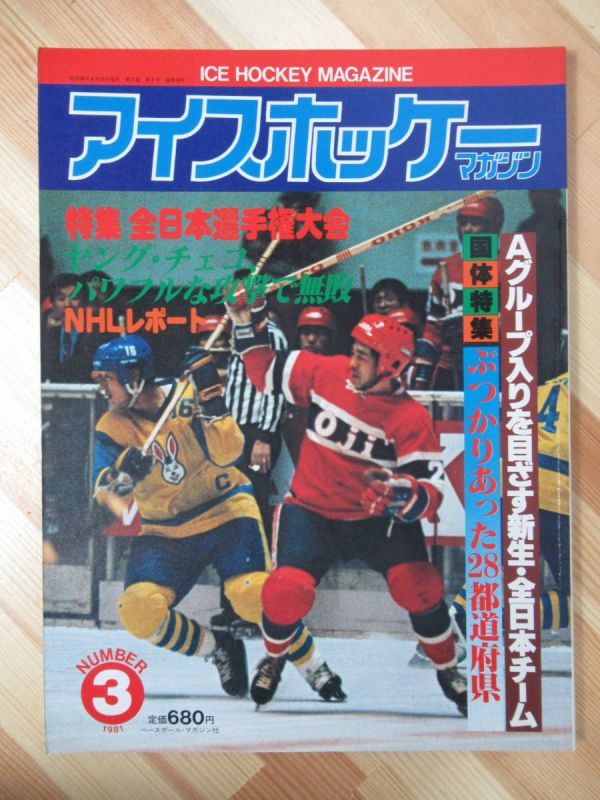 ICE HOCKEY MAGAZINE
アイスホッケー
マガジン
特集 全日本選手権大会
ヤング・チェコ、
パワフルな攻撃で無敗
NHLレポート
Aグループ入りを目ざす新生・全日本チーム
国体特集
ぶつかりあった28都道府県
KOHO
16
C
Oji
NUMBER
3
1981
定価680円
ベースボール・マガジン社